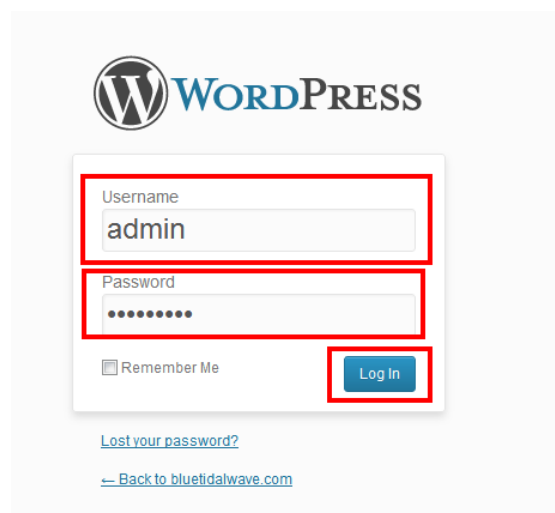 WORDPRESS
Username
admin
Password
•••••••••
Remember Me
Log In
Lost your password?
← Back to bluetidalwave.com